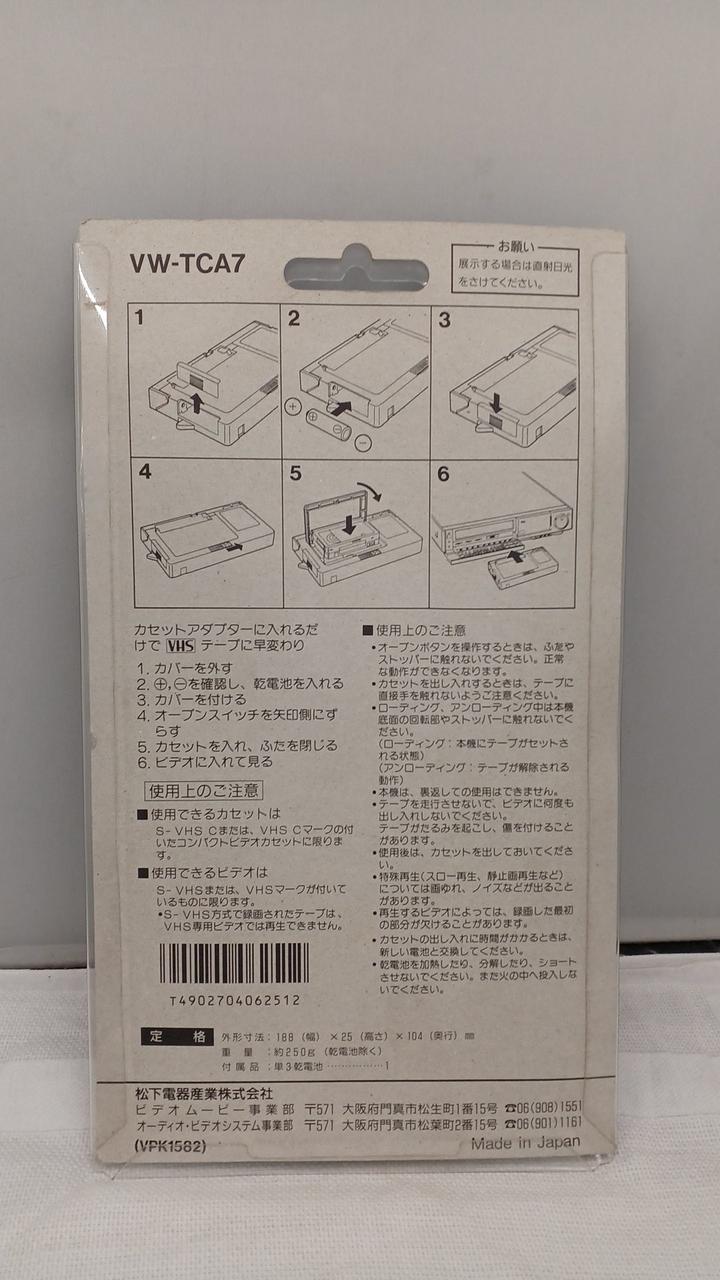 VW-TCA7
お願い
展示する場合は直射日光
をさけてください。
1
2
3
4
5
6
カセットアダプターに入れるだ
けで VHS テープに早変わり
1. カバーを外す
2. ⊕,⊖を確認し、乾電池を入れる
3. カバーを付ける
4. オープンスイッチを矢印側にず
らす
5. カセットを入れ、ふたを閉じる
6. ビデオに入れて見る
使用上のご注意
■使用できるカセットは
S-VHS Cまたは、VHS Cマークの付
いたコンパクトビデオカセットに限りま
す。
■使用できるビデオは
S-VHSまたは、VHSマークが付いて
いるものに限ります。
•S-VHS方式で録画されたテープは、
VHS専用ビデオでは再生できません。
T4902704062512
■使用上のご注意
•オープンボタンを操作するときは、ふたや
ストッパーに触れないでください。正常
な動作ができなくなります。
•カセットを出し入れするときは、テープに
直接手を触れないようご注意ください。
•ローディング、アンローディング中は本機
底面の回転部やストッパーに触れないでく
ださい。
(ローディング:本機にテープがセットさ
れる状態)
(アンローディング:テープが解除される
動作)
•本機は、裏返しての使用はできません。
•テープを走行させないで、ビデオに何度も
出し入れしないでください。
テープがたるみを起こし、傷を付けること
があります。
•使用後は、カセットを出しておいてくださ
い。
•特殊再生(スロー再生、静止画再生など)
については画ゆれ、ノイズなどが出ること
があります。
•再生するビデオによっては、録画した最初
の部分が欠けることがあります。
•カセットの出し入れに時間がかかるときは、
新しい電池と交換してください。
•乾電池を加熱したり、分解したり、ショート
させないでください。また火の中へ投入しな
いでください。
定 格
外形寸法:188(幅)×25(高さ)×104(奥行)㎜
重 量:約250g(乾電池除く)
付属品:単3乾電池……………1
松下電器産業株式会社
ビデオムービー事業部 〒571 大阪府門真市松生町1番15号 ☎06(908)1551
オーディオ・ビデオシステム事業部 〒571 大阪府門真市松葉町2番15号 ☎06(901)1161
(VPK1582)
Made in Japan